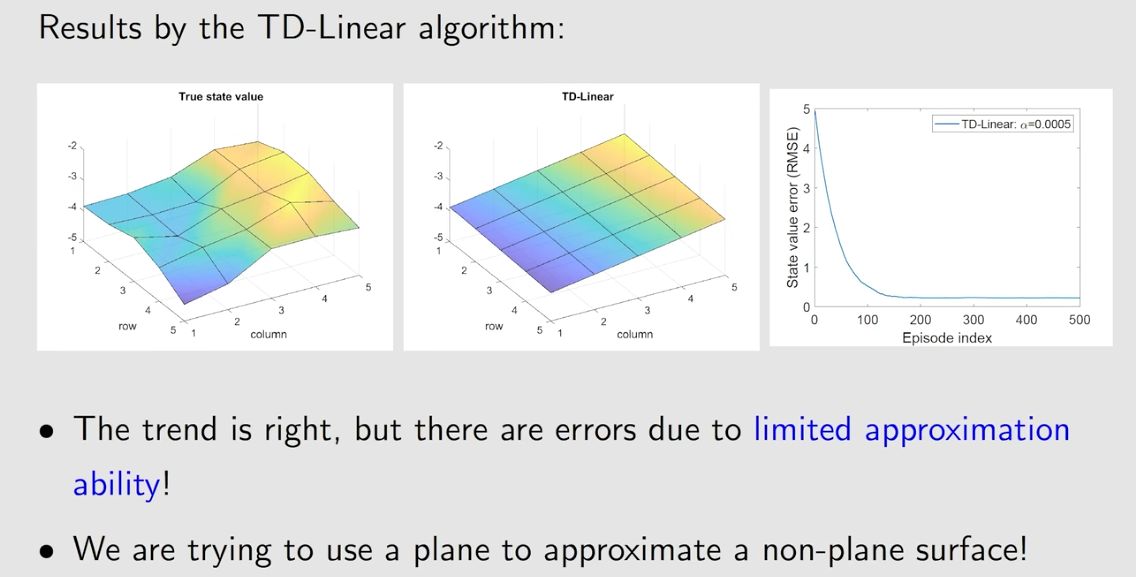 Results by the TD-Linear algorithm:
True state value
-2
-3
-4
-5
1
2
3
4
5
row
1
2
3
4
5
column
TD-Linear
-2
-3
-4
-5
1
2
3
4
5
row
1
2
3
4
5
column
5
4
3
2
1
0
State value error (RMSE)
TD-Linear: α=0.0005
0 100 200 300 400 500
Episode index
• The trend is right, but there are errors due to limited approximation
ability!
• We are trying to use a plane to approximate a non-plane surface!